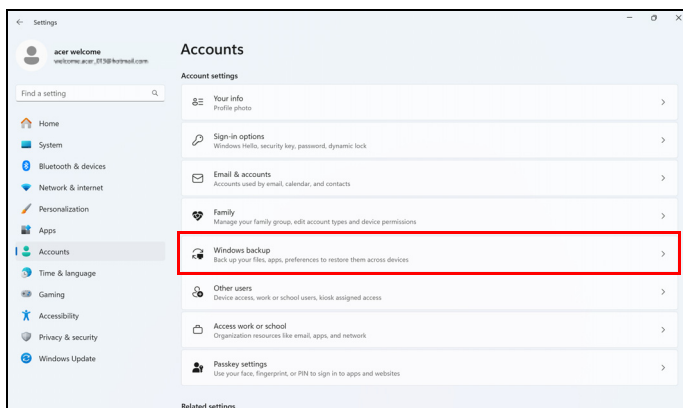 Settings
acer welcome
Find a setting
Home
System
Bluetooth & devices
Network & internet
Personalization
Apps
Accounts
Time & language
Gaming
Accessibility
Privacy & security
Windows Update
Accounts
Account settings
Your info
Profile photo
Sign-in options
Windows Hello, security key, password, dynamic lock
Email & accounts
Accounts used by email, calendar, and contacts
Family
Manage your family group, edit account types and device permissions
Windows backup
Back up your files, apps, preferences to restore them across devices
Other users
Device access, work or school users, kiosk assigned access
Access work or school
Organization resources like email, apps, and network
Passkey settings
Use your face, fingerprint, or PIN to sign in to apps and websites
Related settings